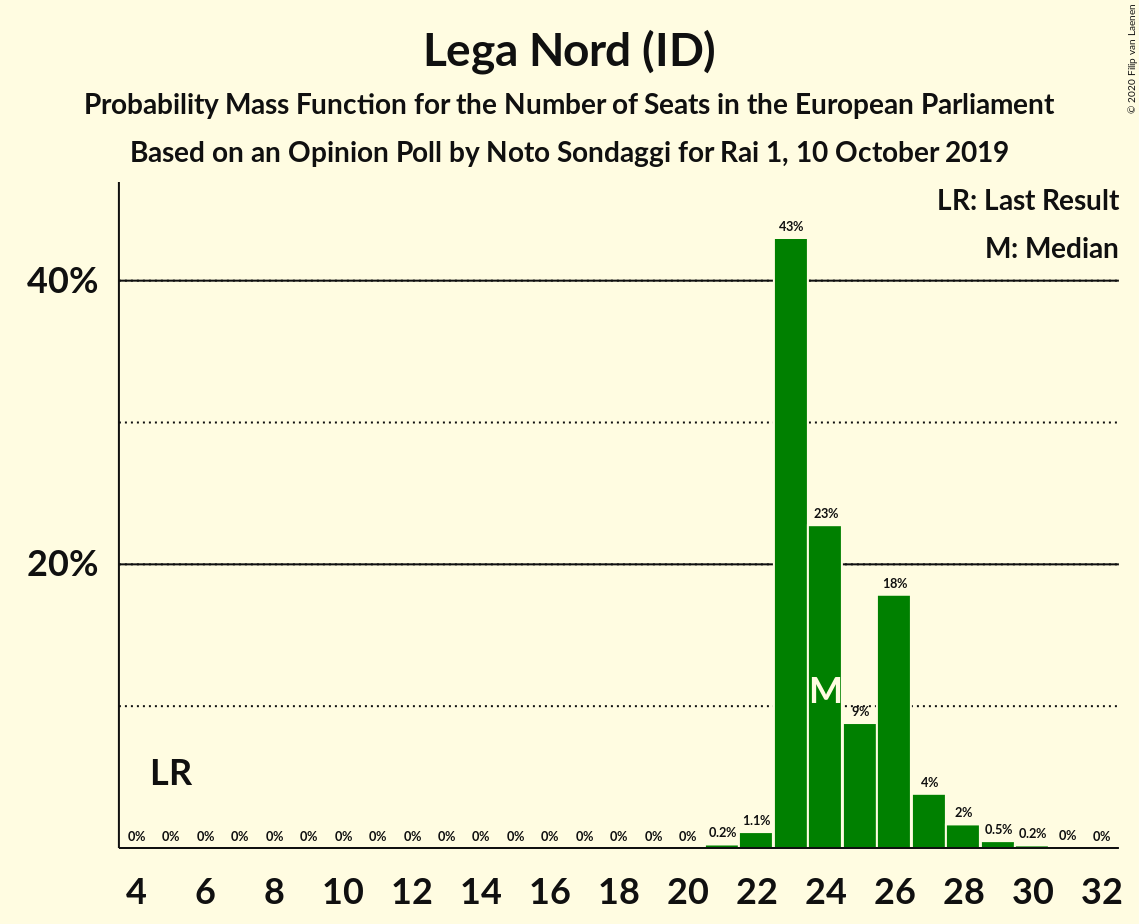 Lega Nord (ID)
Probability Mass Function for the Number of Seats in the European Parliament
Based on an Opinion Poll by Noto Sondaggi for Rai 1, 10 October 2019
© 2020 Filip van Laenen
LR: Last Result
M: Median
40%
20%
43%
23%
18%
M
9%
LR
4%
2%
0% 0% 0% 0% 0% 0% 0% 0% 0% 0% 0% 0% 0% 0% 0% 0% 0% 0.2% 1.1% 0.5% 0.2% 0% 0%
4 6 8 10 12 14 16 18 20 22 24 26 28 30 32